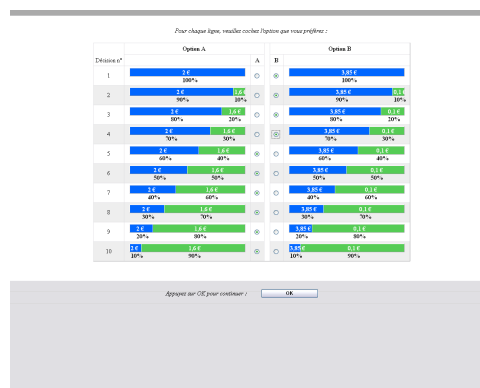 Pour chaque ligne, veuillez cochez l'option que vous préférez :
Option A Option B
Décision n° A B
1 2 € 3,85 €
100% 100%
2 2 € 1,6 € 3,85 € 0,1 €
90% 10% 90% 10%
3 2 € 1,6 € 3,85 € 0,1 €
80% 20% 80% 20%
4 2 € 1,6 € 3,85 € 0,1 €
70% 30% 70% 30%
5 2 € 1,6 € 3,85 € 0,1 €
60% 40% 60% 40%
6 2 € 1,6 € 3,85 € 0,1 €
50% 50% 50% 50%
7 2 € 1,6 € 3,85 € 0,1 €
40% 60% 40% 60%
8 2 € 1,6 € 3,85 € 0,1 €
30% 70% 30% 70%
9 2 € 1,6 € 3,85 € 0,1 €
20% 80% 20% 80%
10 2 € 1,6 € 3,85 € 0,1 €
10% 90% 10% 90%
Appuyez sur OK pour continuer : OK